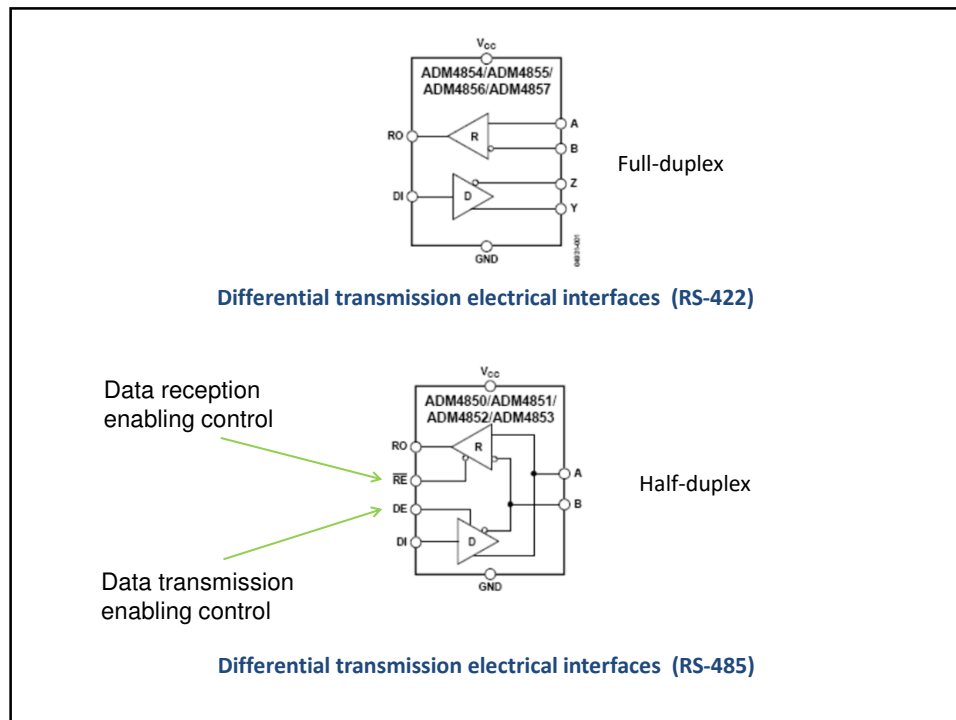 VCC
ADM4854/ADM4855/
ADM4856/ADM4857
RO
R
A
B
Full-duplex
DI
D
Z
Y
GND
04931-001
Differential transmission electrical interfaces (RS-422)
Data reception
enabling control
VCC
ADM4850/ADM4851/
ADM4852/ADM4853
RO
R
RE
DE
DI
D
A
B
Half-duplex
GND
Data transmission
enabling control
Differential transmission electrical interfaces (RS-485)